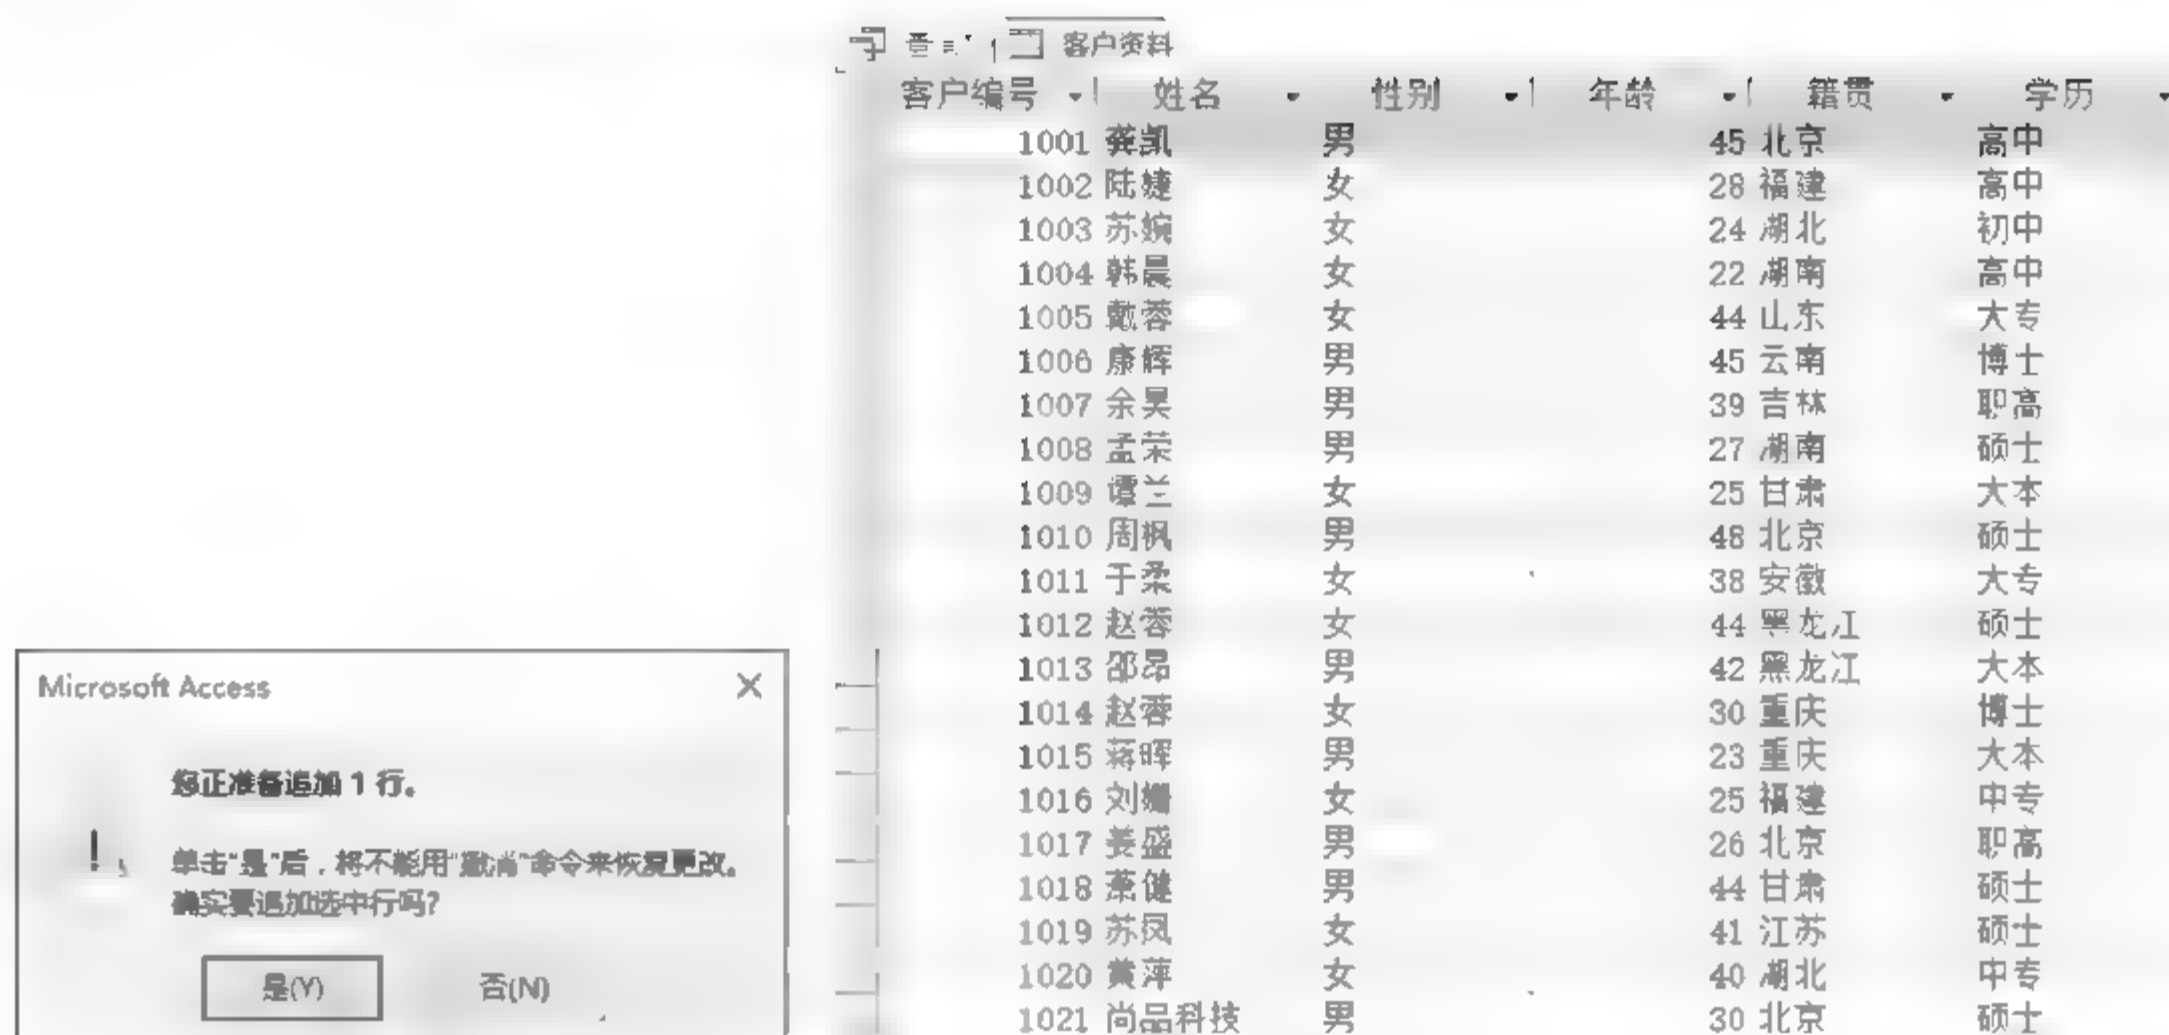 客户资料
客户编号 姓名 性别 年龄 籍贯 学历
1001 龚凯 男 45 北京 高中
1002 陆婕 女 28 福建 高中
1003 苏婉 女 24 湖北 初中
1004 韩晨 女 22 湖南 高中
1005 戴蓉 女 44 山东 大专
1006 康辉 男 45 云南 博士
1007 余昊 男 39 吉林 职高
1008 孟荣 男 27 湖南 硕士
1009 谭兰 女 25 甘肃 大本
1010 周枫 男 48 北京 硕士
1011 于柔 女 38 安徽 大专
1012 赵蓉 女 44 黑龙江 硕士
1013 邵昂 男 42 黑龙江 大本
1014 赵蓉 女 30 重庆 博士
1015 蒋晖 男 23 重庆 大本
1016 刘姗 女 25 福建 中专
1017 姜盛 男 26 北京 职高
1018 萧健 男 44 甘肃 硕士
1019 苏凤 女 41 江苏 硕士
1020 黄萍 女 40 湖北 中专
1021 尚品科技 男 30 北京 硕士
Microsoft Access
您正准备追加 1 行。
单击“是”后，将不能用“撤消”命令来恢复更改。
确实要追加选中行吗?
是(Y) 否(N)